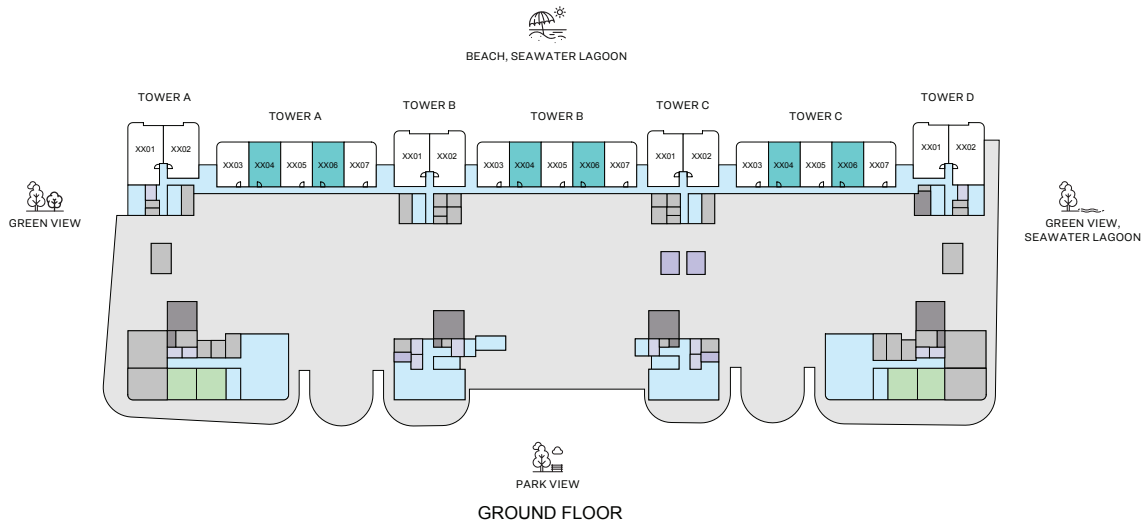 BEACH, SEAWATER LAGOON
TOWER A
TOWER A
TOWER B
TOWER B
TOWER C
TOWER C
TOWER D
XX01
XX02
XX03
XX04
XX05
XX06
XX07
XX01
XX02
XX03
XX04
XX05
XX06
XX07
XX01
XX02
XX03
XX04
XX05
XX06
XX07
XX01
XX02
GREEN VIEW
GREEN VIEW,
SEAWATER LAGOON
PARK VIEW
GROUND FLOOR